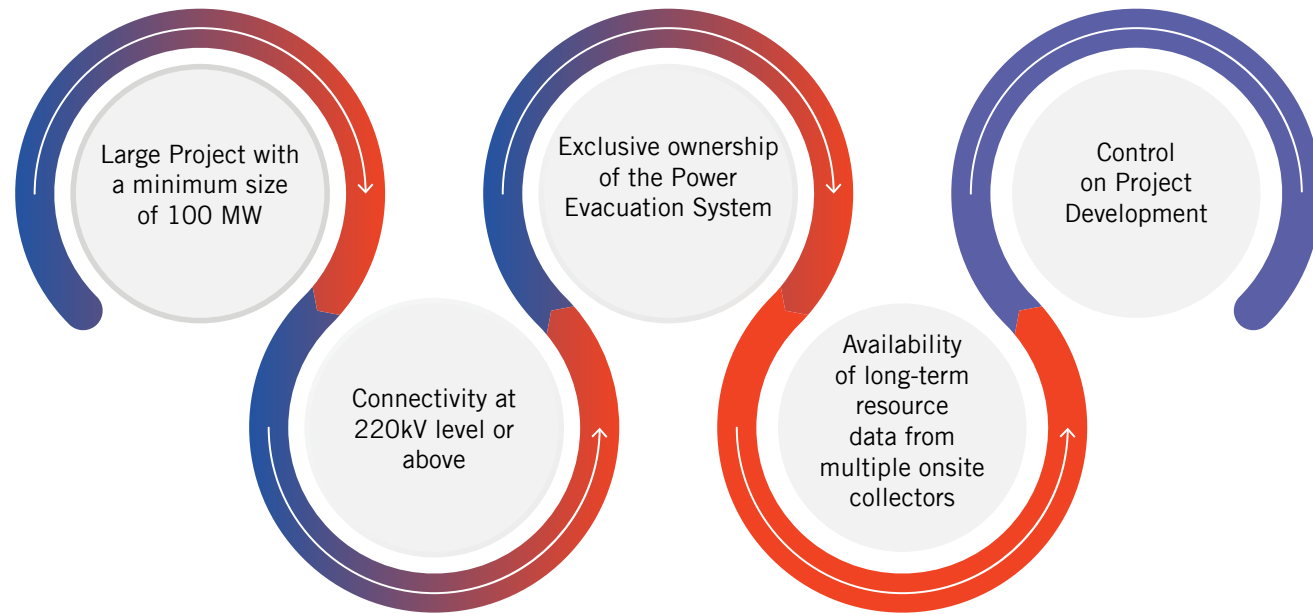 Large Project with
a minimum size
of 100 MW
Connectivity at
220kV level or
above
Exclusive ownership
of the Power
Evacuation System
Availability
of long-term
resource
data from
multiple onsite
collectors
Control
on Project
Development